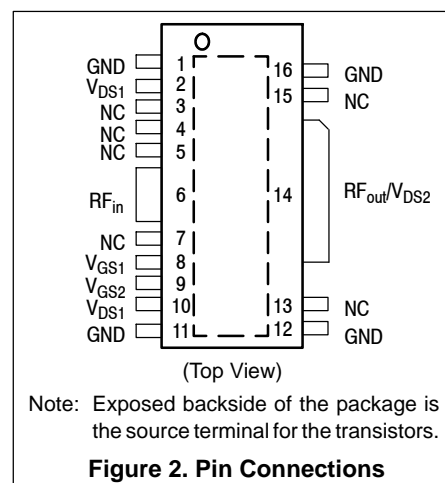 GND 1 16 GND
V_DS1 2 15 NC
NC 3
NC 4
NC 5
RF_in 6 14 RF_out/V_DS2
NC 7
V_GS1 8
V_GS2 9
V_DS1 10 13 NC
GND 11 12 GND
(Top View)
Note: Exposed backside of the package is
the source terminal for the transistors.
Figure 2. Pin Connections